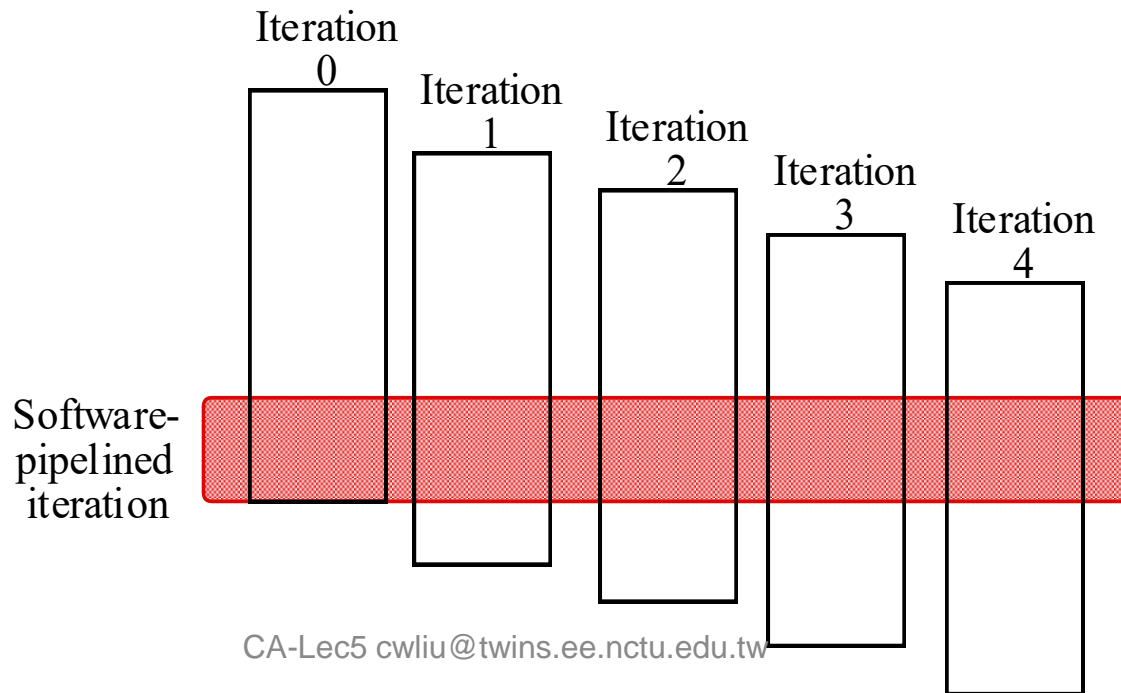 Iteration
0
Iteration
1
Iteration
2
Iteration
3
Iteration
4
Software-
pipelined
iteration
CA-Lec5 cwliu@twins.ee.nctu.edu.tw